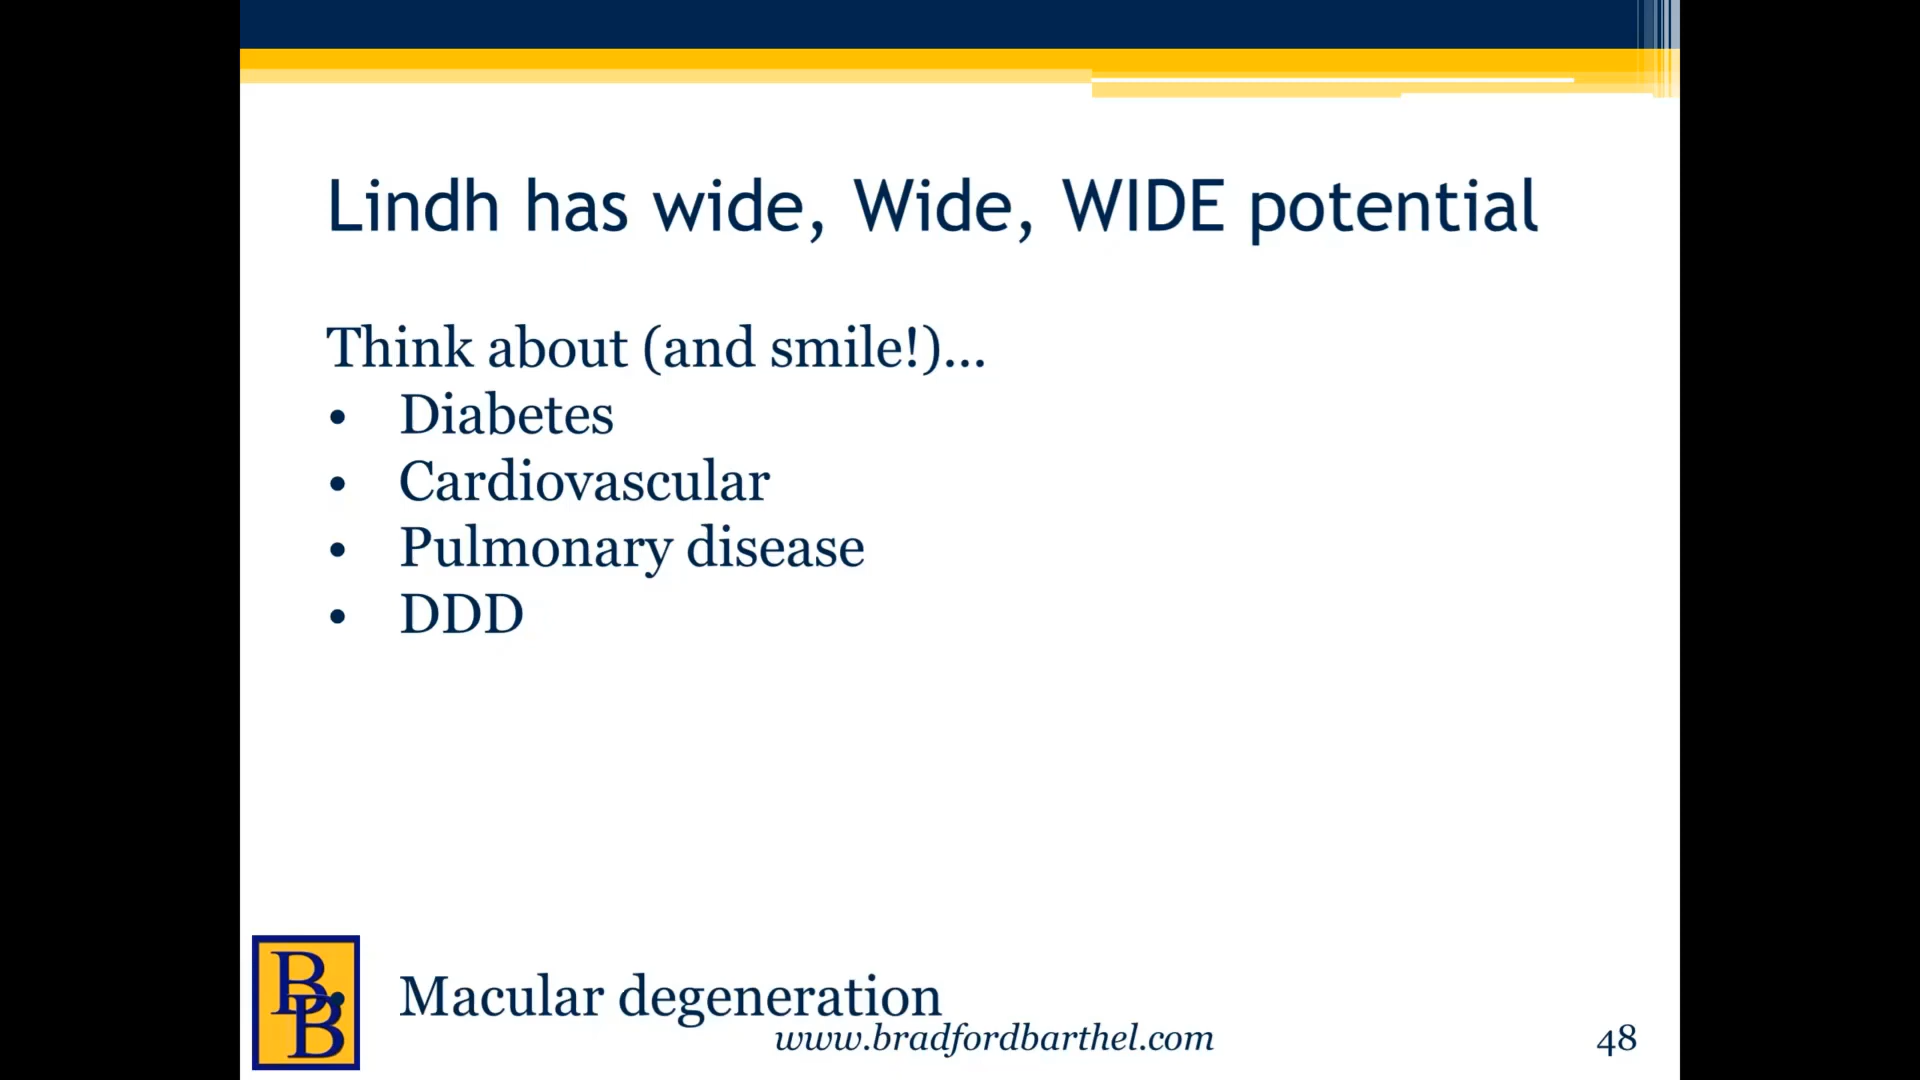 Lindh has wide, Wide, WIDE potential
Think about (and smile!)...
• Diabetes
• Cardiovascular
• Pulmonary disease
• DDD
• Macular degeneration
BB
www.bradfordbarthel.com
48